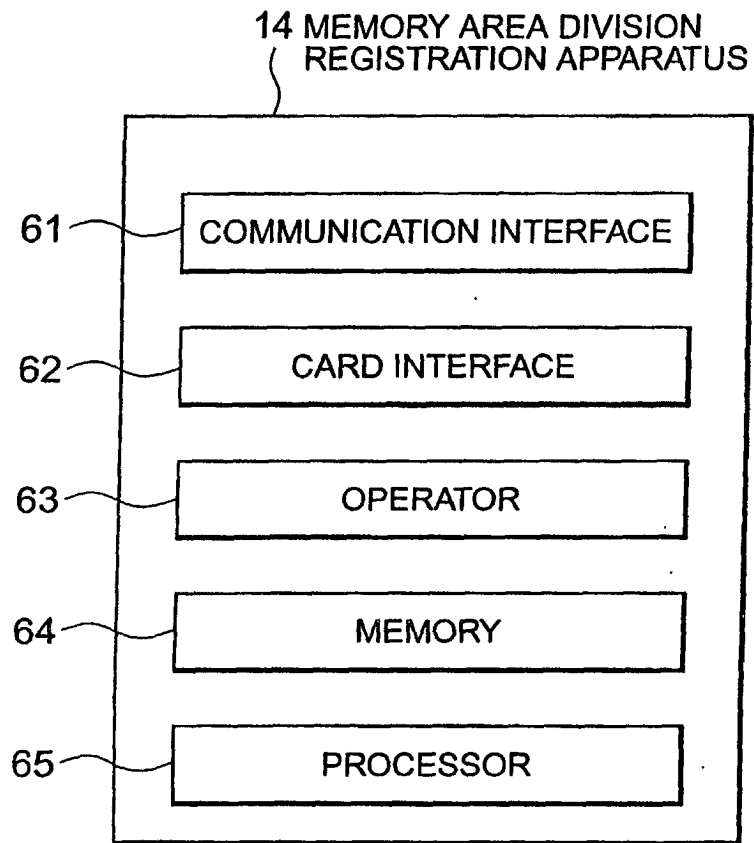 14 MEMORY AREA DIVISION
REGISTRATION APPARATUS
61 COMMUNICATION INTERFACE
62 CARD INTERFACE
63 OPERATOR
64 MEMORY
65 PROCESSOR